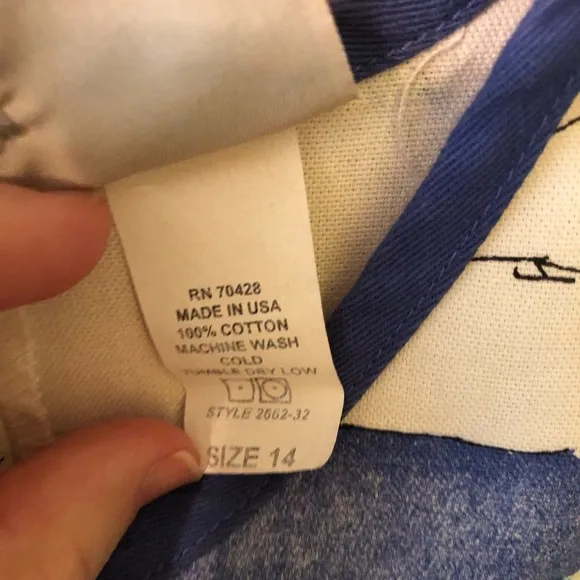 RN 70428
MADE IN USA
100% COTTON
MACHINE WASH
COLD
TUMBLE DRY LOW
STYLE 2662-32
SIZE 14